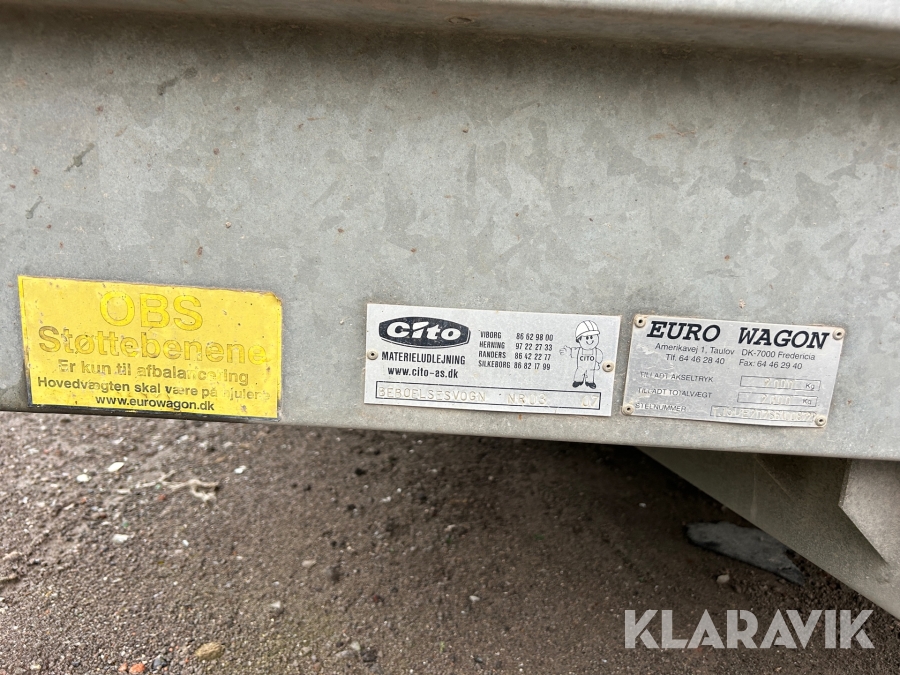 OBS
Støttebenene
Er kun til afbalancering
Hovedvægten skal være på hjulene
www.eurowagon.dk
Cito
MATERIELUDLEJNING
www.cito-as.dk
VIBORG 86 62 98 00
HERNING 97 22 27 33
RANDERS 86 42 22 77
SILKEBORG 86 82 17 99
CITO
NR.
EURO WAGON
Amerikavej 1, Taulov DK-7000 Fredericia
Tlf. 64 46 28 40 Fax: 64 46 29 40
TILLADT AKSELTRYK Kg
TILLADT TOTALVÆGT Kg
STELNUMMER
KLARAVIK